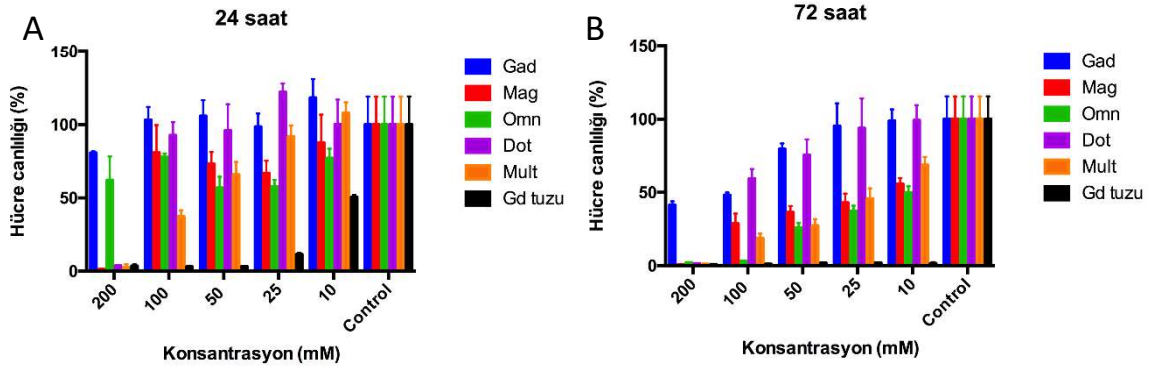 A
24 saat
Hücre canlılığı (%)
150
100
50
0
200
100
50
25
10
Control
Konsantrasyon (mM)
Gad
Mag
Omn
Dot
Mult
Gd tuzu
B
72 saat
Hücre canlılığı (%)
150
100
50
0
200
100
50
25
10
Control
Konsantrasyon (mM)
Gad
Mag
Omn
Dot
Mult
Gd tuzu